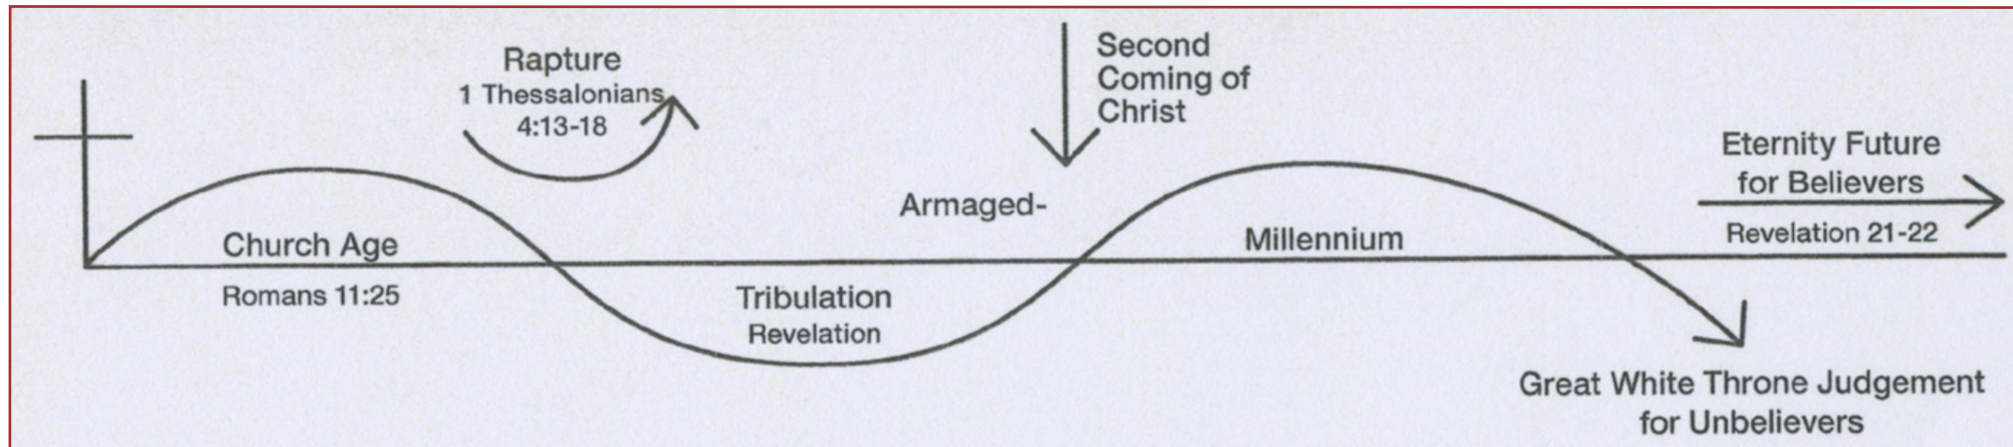 Rapture
1 Thessalonians
4:13-18
Second
Coming of
Christ
Armaged-
Church Age
Romans 11:25
Tribulation
Revelation
Millennium
Eternity Future
for Believers
Revelation 21-22
Great White Throne Judgement
for Unbelievers